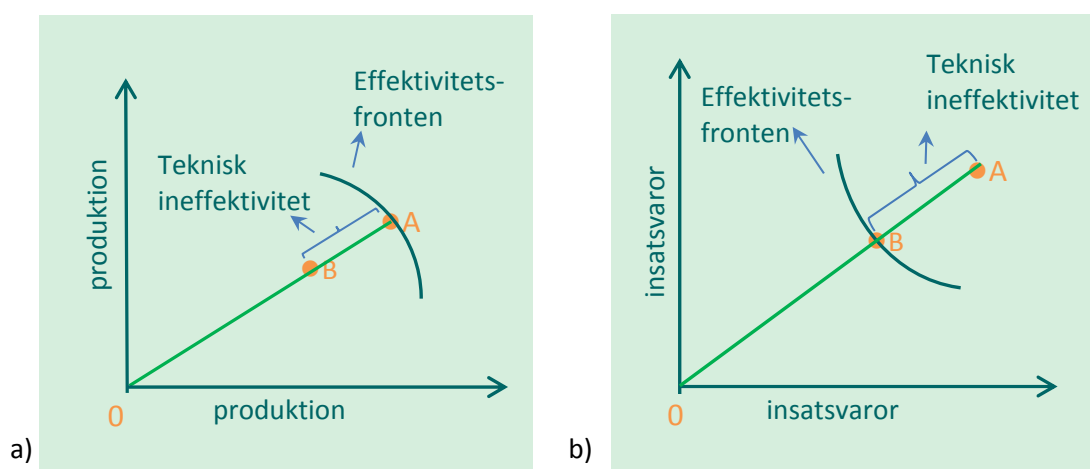 Effektivitets-
fronten
Teknisk
ineffektivitet
A
B
produktion
0
produktion
a)
Teknisk
ineffektivitet
Effektivitets-
fronten
A
B
insatsvaror
0
insatsvaror
b)